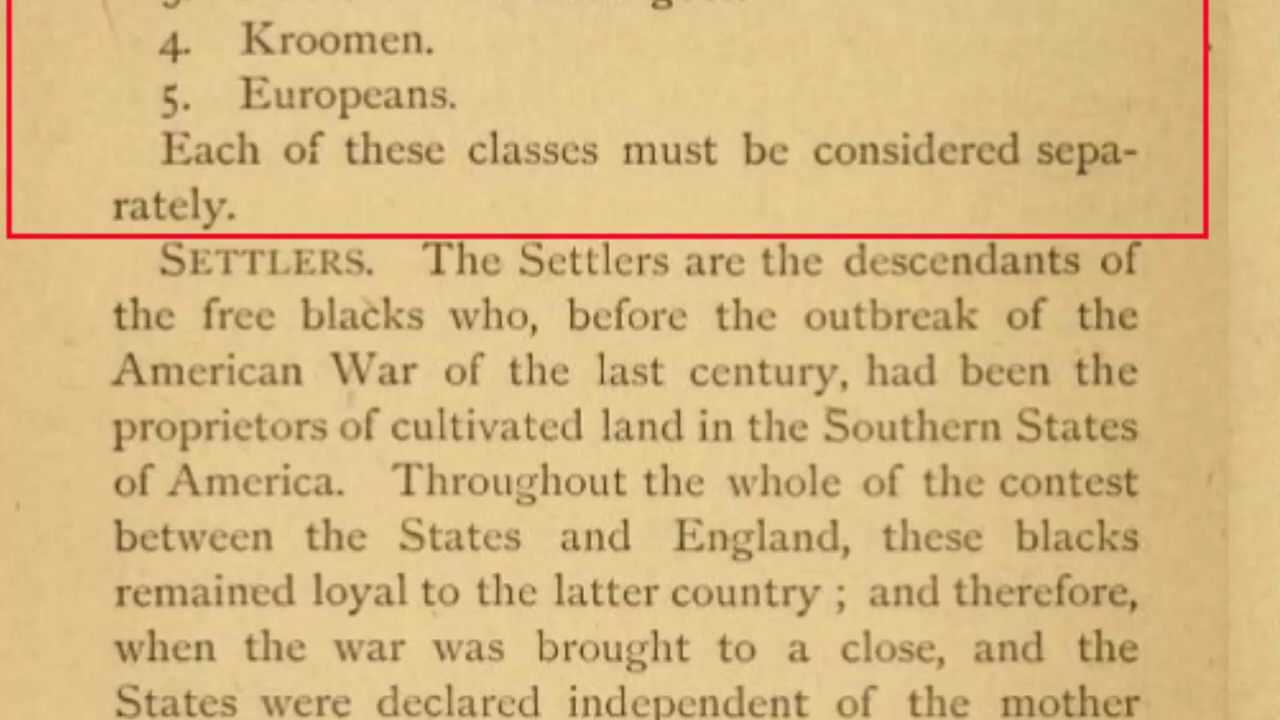 4. Kroomen.
5. Europeans.
Each of these classes must be considered sepa-
rately.
SETTLERS. The Settlers are the descendants of
the free blacks who, before the outbreak of the
American War of the last century, had been the
proprietors of cultivated land in the Southern States
of America. Throughout the whole of the contest
between the States and England, these blacks
remained loyal to the latter country ; and therefore,
when the war was brought to a close, and the
States were declared independent of the mother